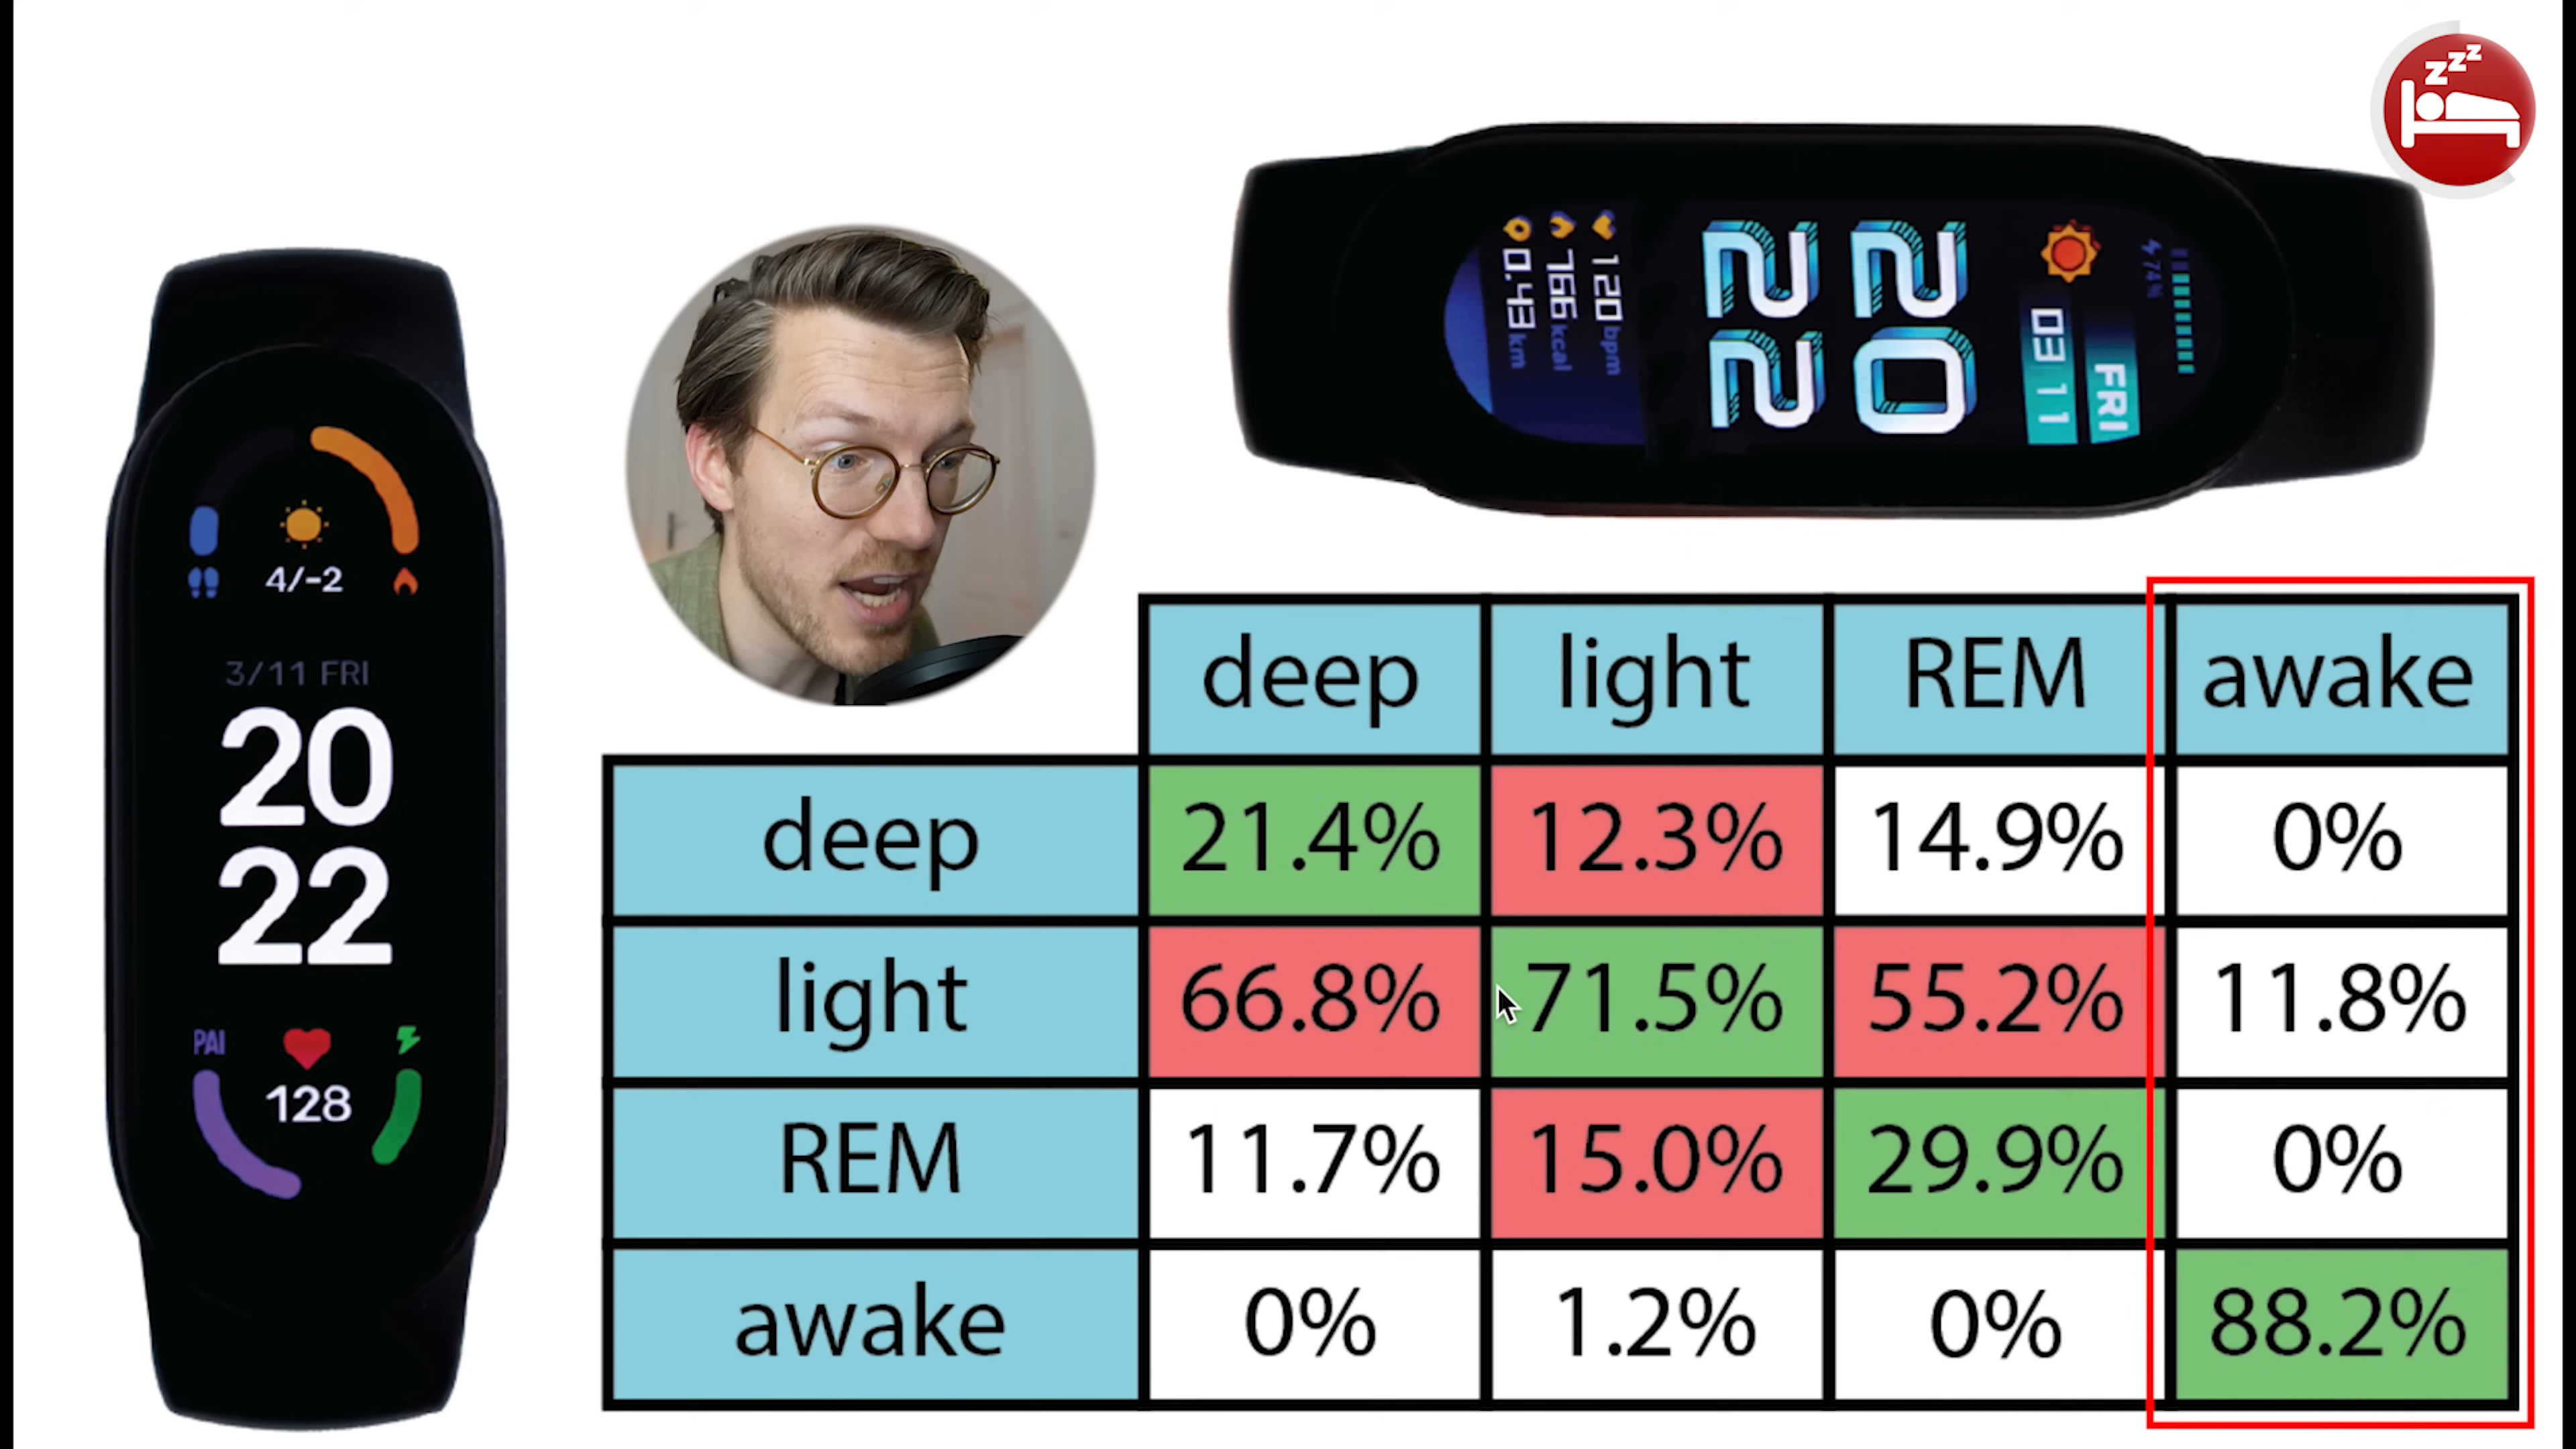 zzz
4/-2
3/11 FRI
20
22
PAI
128
74%
FRI
03 11
20
22
120 bpm
766 kcal
0.43 km
deep light REM awake
deep 21.4% 12.3% 14.9% 0%
light 66.8% 71.5% 55.2% 11.8%
REM 11.7% 15.0% 29.9% 0%
awake 0% 1.2% 0% 88.2%